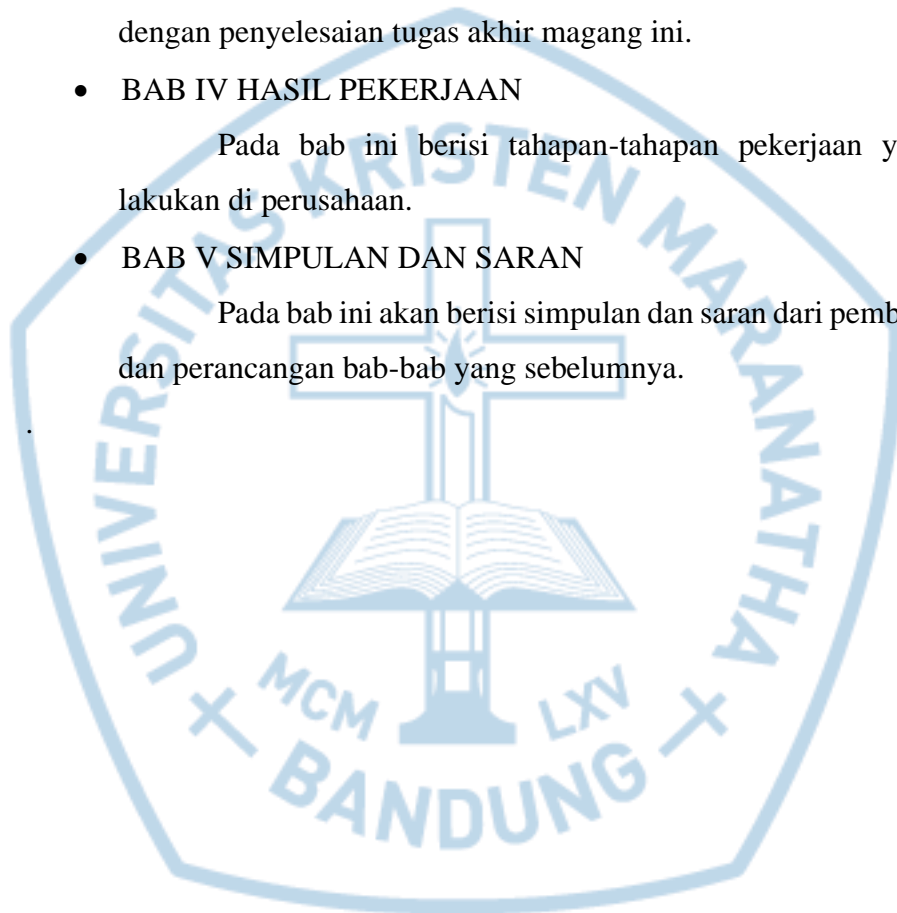 dengan penyelesaian tugas akhir magang ini.
• BAB IV HASIL PEKERJAAN
Pada bab ini berisi tahapan-tahapan pekerjaan y
lakukan di perusahaan.
• BAB V SIMPULAN DAN SARAN
Pada bab ini akan berisi simpulan dan saran dari pemb
dan perancangan bab-bab yang sebelumnya.
.
UNIVERSITAS KRISTEN MARANATHA
MCM LXV
BANDUNG